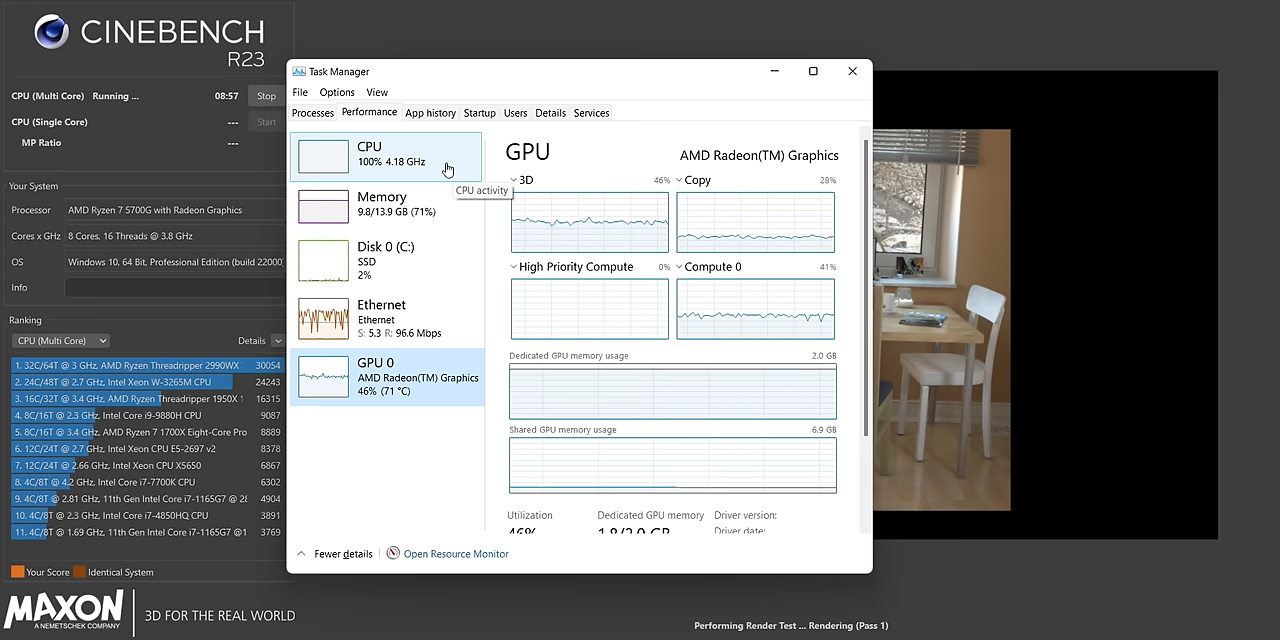 CINEBENCH
R23
CPU (Multi Core) Running ... 08:57 Stop
CPU (Single Core) --- Start
MP Ratio ---
Your System
Processor AMD Ryzen 7 5700G with Radeon Graphics
Cores x GHz 8 Cores, 16 Threads @ 3.8 GHz
OS Windows 10, 64 Bit, Professional Edition (build 22000)
Info
Ranking
CPU (Multi Core) Details
1. 32C/64T @ 3 GHz, AMD Ryzen Threadripper 2990WX 30054
2. 24C/48T @ 2.7 GHz, Intel Xeon W-3265M CPU 24243
3. 16C/32T @ 3.4 GHz, AMD Ryzen Threadripper 1950X 1 16315
4. 8C/16T @ 2.3 GHz, Intel Core i9-9880H CPU 9087
5. 8C/16T @ 3.4 GHz, AMD Ryzen 7 1700X Eight-Core Pro 8889
6. 12C/24T @ 2.7 GHz, Intel Xeon CPU E5-2697 v2 8378
7. 12C/24T @ 2.66 GHz, Intel Xeon CPU X5650 6867
8. 4C/8T @ 4.2 GHz, Intel Core i7-7700K CPU 6302
9. 4C/8T @ 2.81 GHz, 11th Gen Intel Core i7-1165G7 @ 28 4904
10. 4C/8T @ 2.3 GHz, Intel Core i7-4850HQ CPU 3891
11. 4C/8T @ 1.69 GHz, 11th Gen Intel Core i7-1165G7 @1 3769
Your Score Identical System
MAXON
A NEMETSCHEK COMPANY
3D FOR THE REAL WORLD
Task Manager
File Options View
Processes Performance App history Startup Users Details Services
CPU
100% 4.18 GHz
CPU activity
Memory
9.8/13.9 GB (71%)
Disk 0 (C:)
SSD
2%
Ethernet
Ethernet
S: 5.3 R: 96.6 Mbps
GPU 0
AMD Radeon(TM) Graphics
46% (71 °C)
GPU AMD Radeon(TM) Graphics
3D 46% Copy 28%
High Priority Compute 0% Compute 0 41%
Dedicated GPU memory usage 2.0 GB
Shared GPU memory usage 6.9 GB
Utilization Dedicated GPU memory Driver version:
46% 1.8/2.0 GB Driver date:
Fewer details Open Resource Monitor
Performing Render Test ... Rendering (Pass 1)